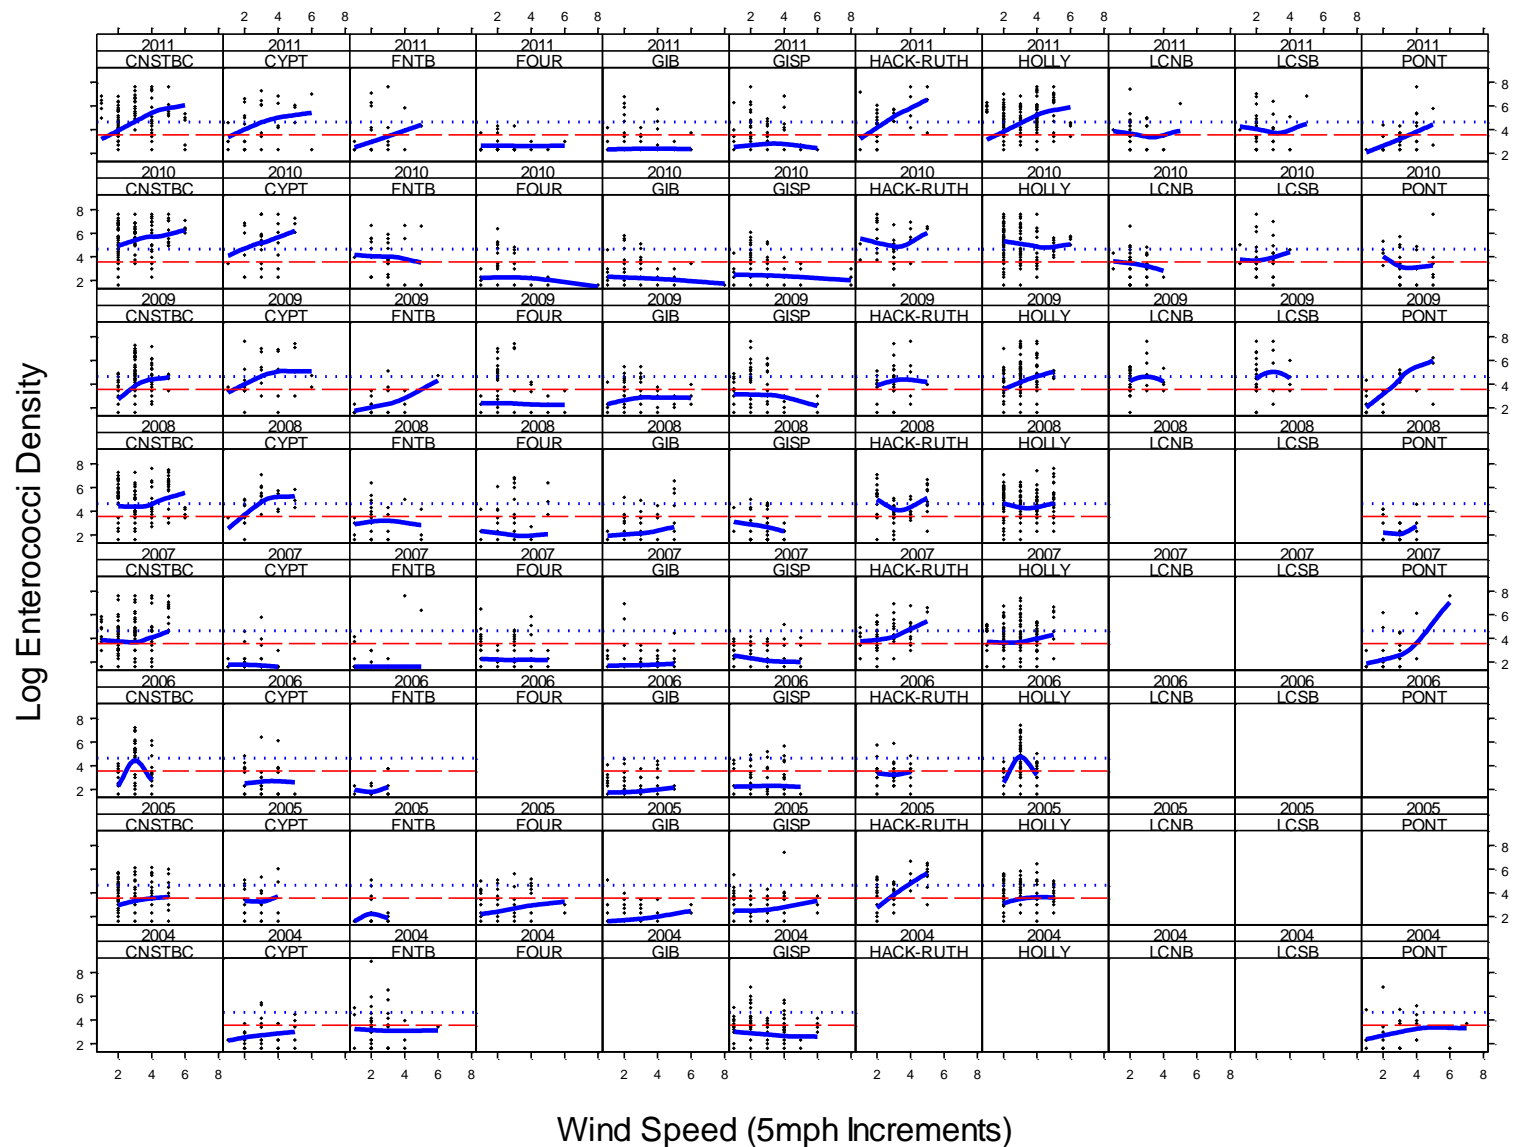 2 4 6 8 2 4 6 8 2 4 6 8 2 4 6 8 2 4 6 8
2011 2011 2011 2011 2011 2011 2011 2011 2011 2011 2011
CNSTBC CYPT FNTB FOUR GIB GISP HACK-RUTH HOLLY LCNB LCSB PONT
8
6
4
2
2010 2010 2010 2010 2010 2010 2010 2010 2010 2010 2010
CNSTBC CYPT FNTB FOUR GIB GISP HACK-RUTH HOLLY LCNB LCSB PONT
8
6
4
2
2009 2009 2009 2009 2009 2009 2009 2009 2009 2009 2009
CNSTBC CYPT FNTB FOUR GIB GISP HACK-RUTH HOLLY LCNB LCSB PONT
8
6
4
2
2008 2008 2008 2008 2008 2008 2008 2008 2008 2008 2008
CNSTBC CYPT FNTB FOUR GIB GISP HACK-RUTH HOLLY LCNB LCSB PONT
8
6
4
2
2007 2007 2007 2007 2007 2007 2007 2007 2007 2007 2007
CNSTBC CYPT FNTB FOUR GIB GISP HACK-RUTH HOLLY LCNB LCSB PONT
8
6
4
2
2006 2006 2006 2006 2006 2006 2006 2006 2006 2006 2006
CNSTBC CYPT FNTB FOUR GIB GISP HACK-RUTH HOLLY LCNB LCSB PONT
8
6
4
2
2005 2005 2005 2005 2005 2005 2005 2005 2005 2005 2005
CNSTBC CYPT FNTB FOUR GIB GISP HACK-RUTH HOLLY LCNB LCSB PONT
8
6
4
2
2004 2004 2004 2004 2004 2004 2004 2004 2004 2004 2004
CNSTBC CYPT FNTB FOUR GIB GISP HACK-RUTH HOLLY LCNB LCSB PONT
8
6
4
2
2 4 6 8 2 4 6 8 2 4 6 8 2 4 6 8 2 4 6 8 2 4 6 8
Log Enterococci Density
Wind Speed (5mph Increments)